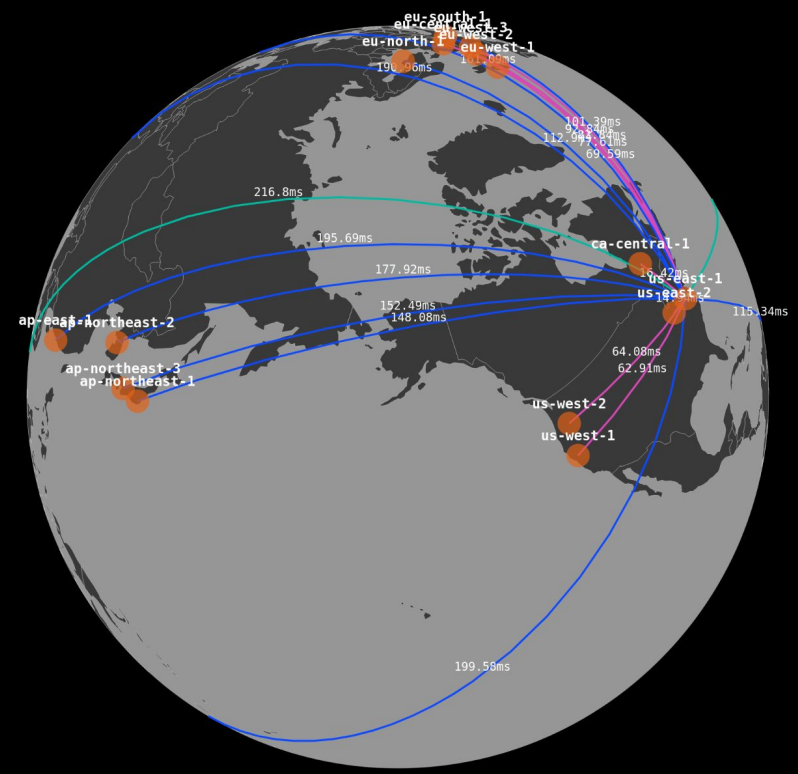 eu-south-1
eu-central-1
eu-west-3
eu-west-2
eu-north-1
eu-west-1
190.96ms
101.39ms
112.94ms
77.61ms
69.59ms
216.8ms
195.69ms
ca-central-1
177.92ms
16.42ms
us-east-1
us-east-2
152.49ms
148.08ms
115.34ms
ap-east-1
ap-northeast-2
64.08ms
62.91ms
ap-northeast-3
ap-northeast-1
us-west-2
us-west-1
199.58ms